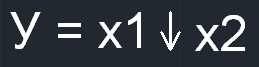 У = x1 ↓ x2